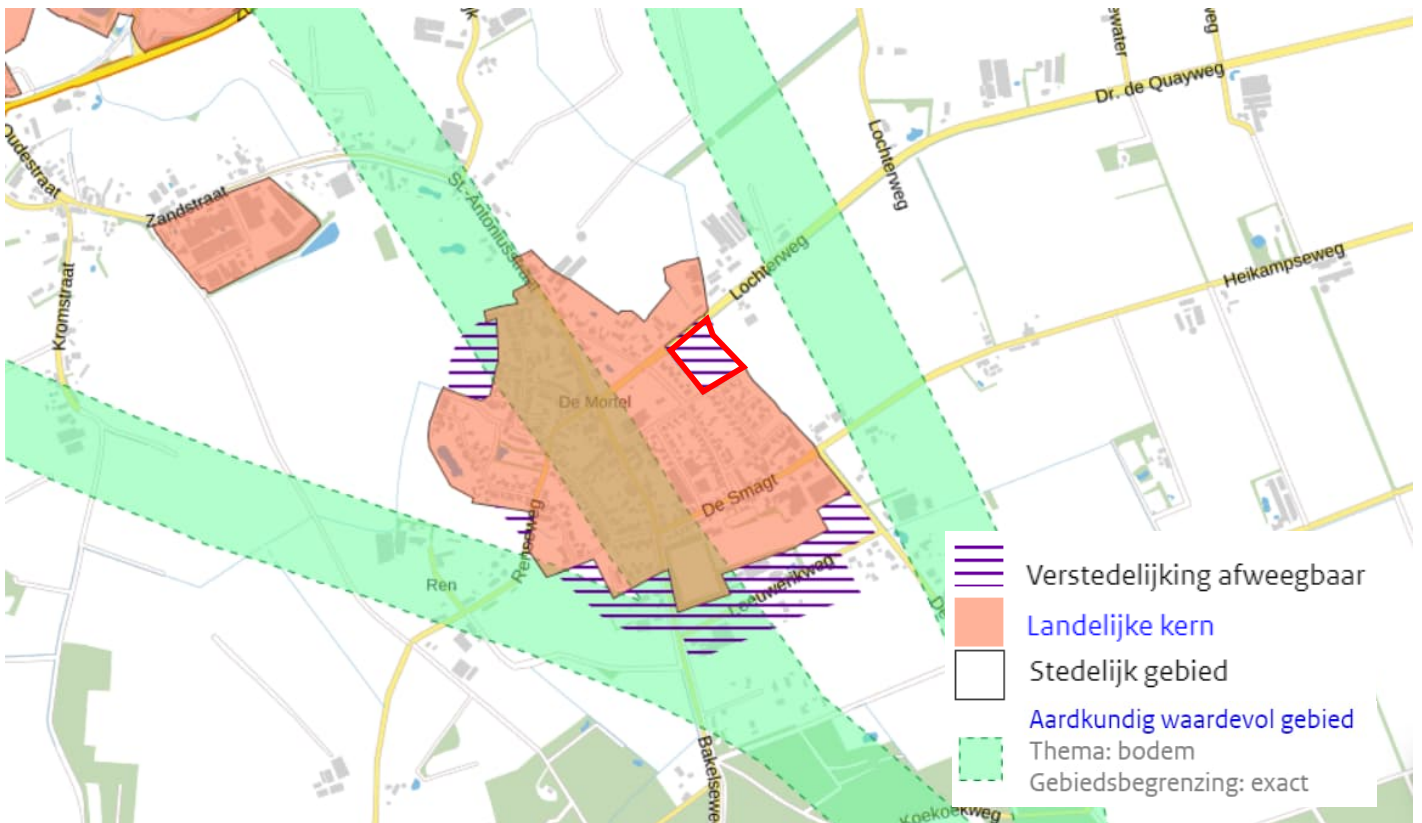 Dr. de Quayweg
Lochterweg
Oudestraat
Zandstraat
St.-Antoniusstraat
Lochterweg
Heikampseweg
Kromstraat
De Mortel
De Smagt
Renseweg
Ren
Leeuwerikweg
Koekoekweg
Verstedelijking afweegbaar
Landelijke kern
Stedelijk gebied
Aardkundig waardevol gebied
Thema: bodem
Gebiedsbegrenzing: exact